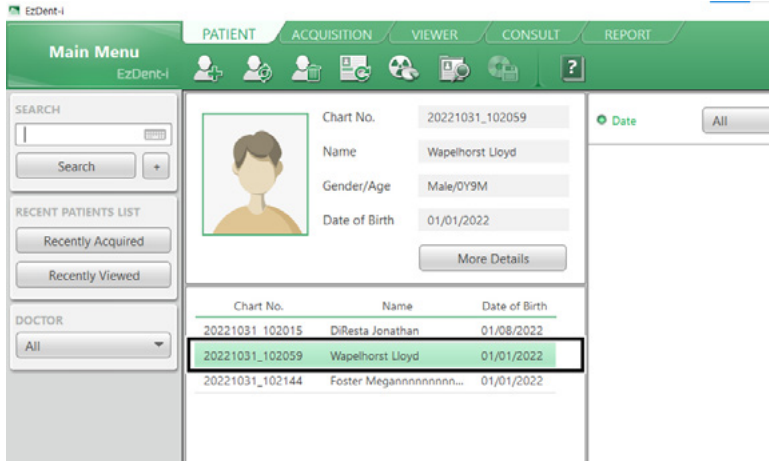 EzDent-i
Main Menu
EzDent-i
PATIENT ACQUISITION VIEWER CONSULT REPORT
?
SEARCH
Search +
RECENT PATIENTS LIST
Recently Acquired
Recently Viewed
DOCTOR
All
Chart No. 20221031_102059
Name Wapelhorst Lloyd
Gender/Age Male/0Y9M
Date of Birth 01/01/2022
More Details
Chart No. Name Date of Birth
20221031_102015 DiResta Jonathan 01/08/2022
20221031_102059 Wapelhorst Lloyd 01/01/2022
20221031_102144 Foster Megannnnnnnnn... 01/01/2022
Date All